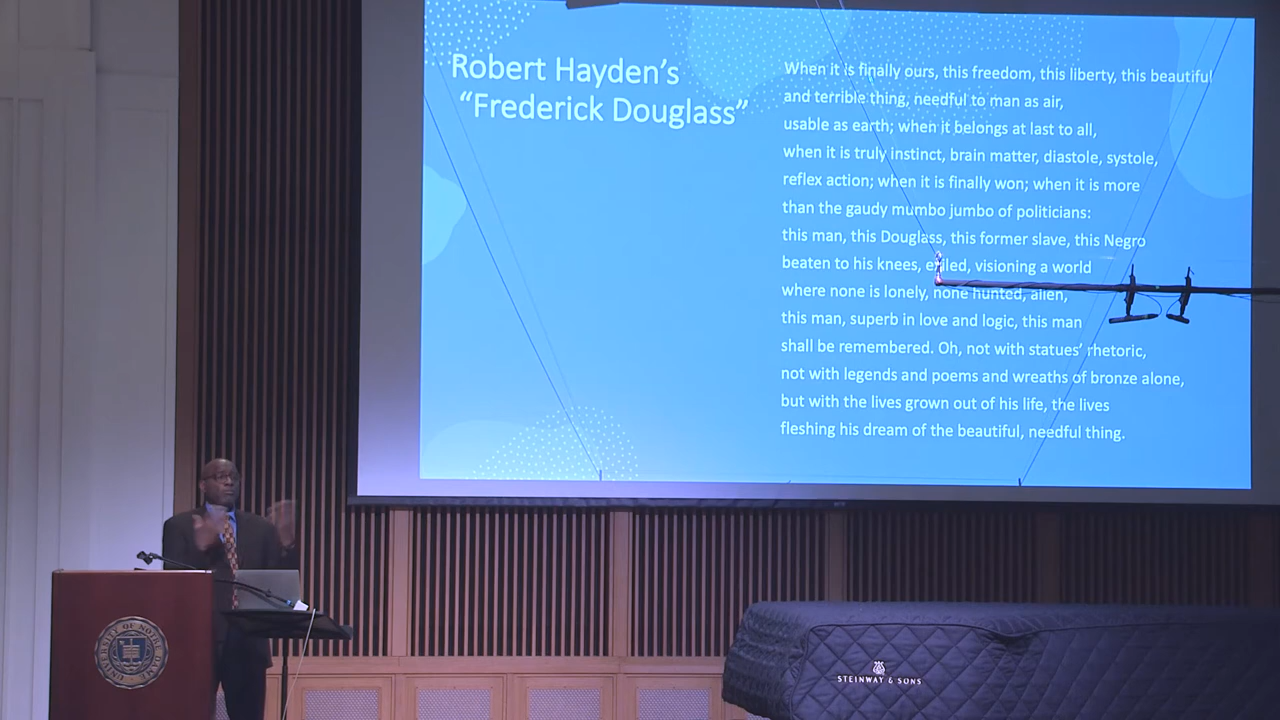 Robert Hayden's
"Frederick Douglass"
When it is finally ours, this freedom, this liberty, this beautiful
and terrible thing, needful to man as air,
usable as earth; when it belongs at last to all,
when it is truly instinct, brain matter, diastole, systole,
reflex action; when it is finally won; when it is more
than the gaudy mumbo jumbo of politicians:
this man, this Douglass, this former slave, this Negro
beaten to his knees, exiled, visioning a world
where none is lonely, none hunted, alien,
this man, superb in love and logic, this man
shall be remembered. Oh, not with statues' rhetoric,
not with legends and poems and wreaths of bronze alone,
but with the lives grown out of his life, the lives
fleshing his dream of the beautiful, needful thing.
UNIVERSITY OF NOTRE DAME
STEINWAY & SONS